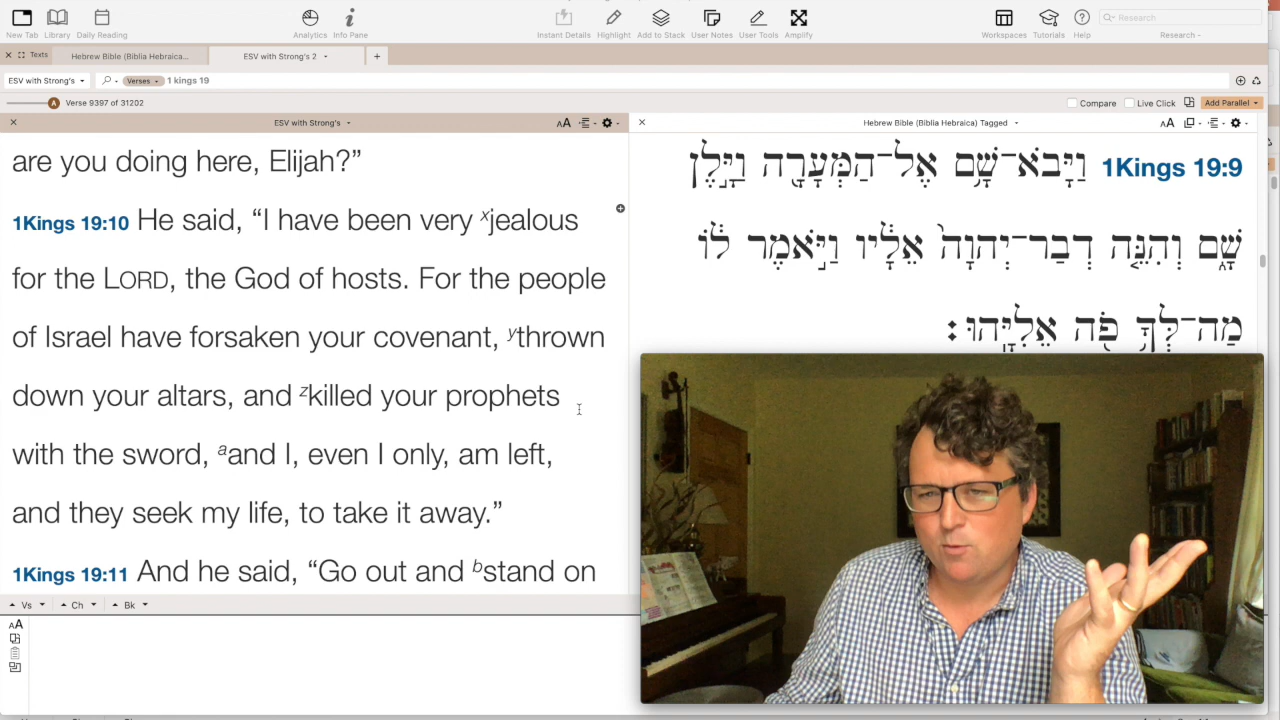 New Tab Library Daily Reading Analytics Info Pane Instant Details Highlight Add to Stack User Notes User Tools Amplify Workspaces Tutorials Help Research
Research
Texts Hebrew Bible (Biblia Hebraica... ESV with Strong's 2
ESV with Strong's Verses 1 kings 19
Verse 9397 of 31202 Compare Live Click Add Parallel
ESV with Strong's
are you doing here, Elijah?”
1Kings 19:10 He said, “I have been very xjealous
for the LORD, the God of hosts. For the people
of Israel have forsaken your covenant, ythrown
down your altars, and zkilled your prophets
with the sword, aand I, even I only, am left,
and they seek my life, to take it away.”
1Kings 19:11 And he said, “Go out and bstand on
Vs Ch Bk
Hebrew Bible (Biblia Hebraica) Tagged
1Kings 19:9 וַיָּבֹא־שָׁ֥ם אֶל־הַמְּעָרָ֖ה וַיָּ֣לֶן
שָׁ֑ם וְהִנֵּ֤ה דְבַר־יְהוָה֙ אֵלָ֔יו וַיֹּ֣אמֶר ל֔וֹ
מַה־לְּךָ֥ פֹ֖ה אֵלִיָּֽהוּ׃